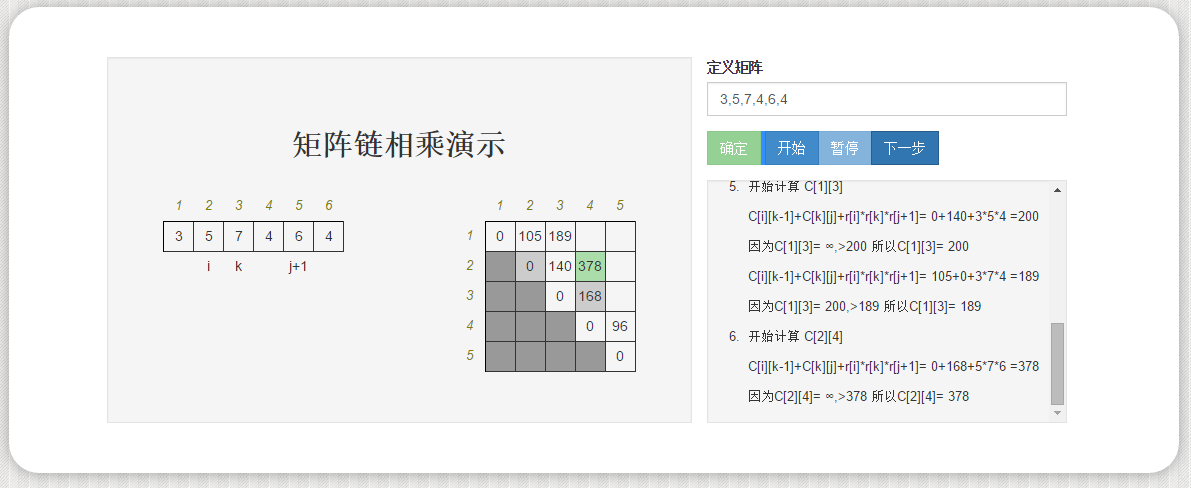 矩阵链相乘演示
1 2 3 4 5 6
3 5 7 4 6 4
i k j+1
1 2 3 4 5
1 0 105 189
2 0 140 378
3 0 168
4 0 96
5 0
定义矩阵
3,5,7,4,6,4
确定 开始 暂停 下一步
5. 开始计算 C[1][3]
C[i][k-1]+C[k][j]+r[i]*r[k]*r[j+1]= 0+140+3*5*4 =200
因为C[1][3]= ∞,>200 所以C[1][3]= 200
C[i][k-1]+C[k][j]+r[i]*r[k]*r[j+1]= 105+0+3*7*4 =189
因为C[1][3]= 200,>189 所以C[1][3]= 189
6. 开始计算 C[2][4]
C[i][k-1]+C[k][j]+r[i]*r[k]*r[j+1]= 0+168+5*7*6 =378
因为C[2][4]= ∞,>378 所以C[2][4]= 378